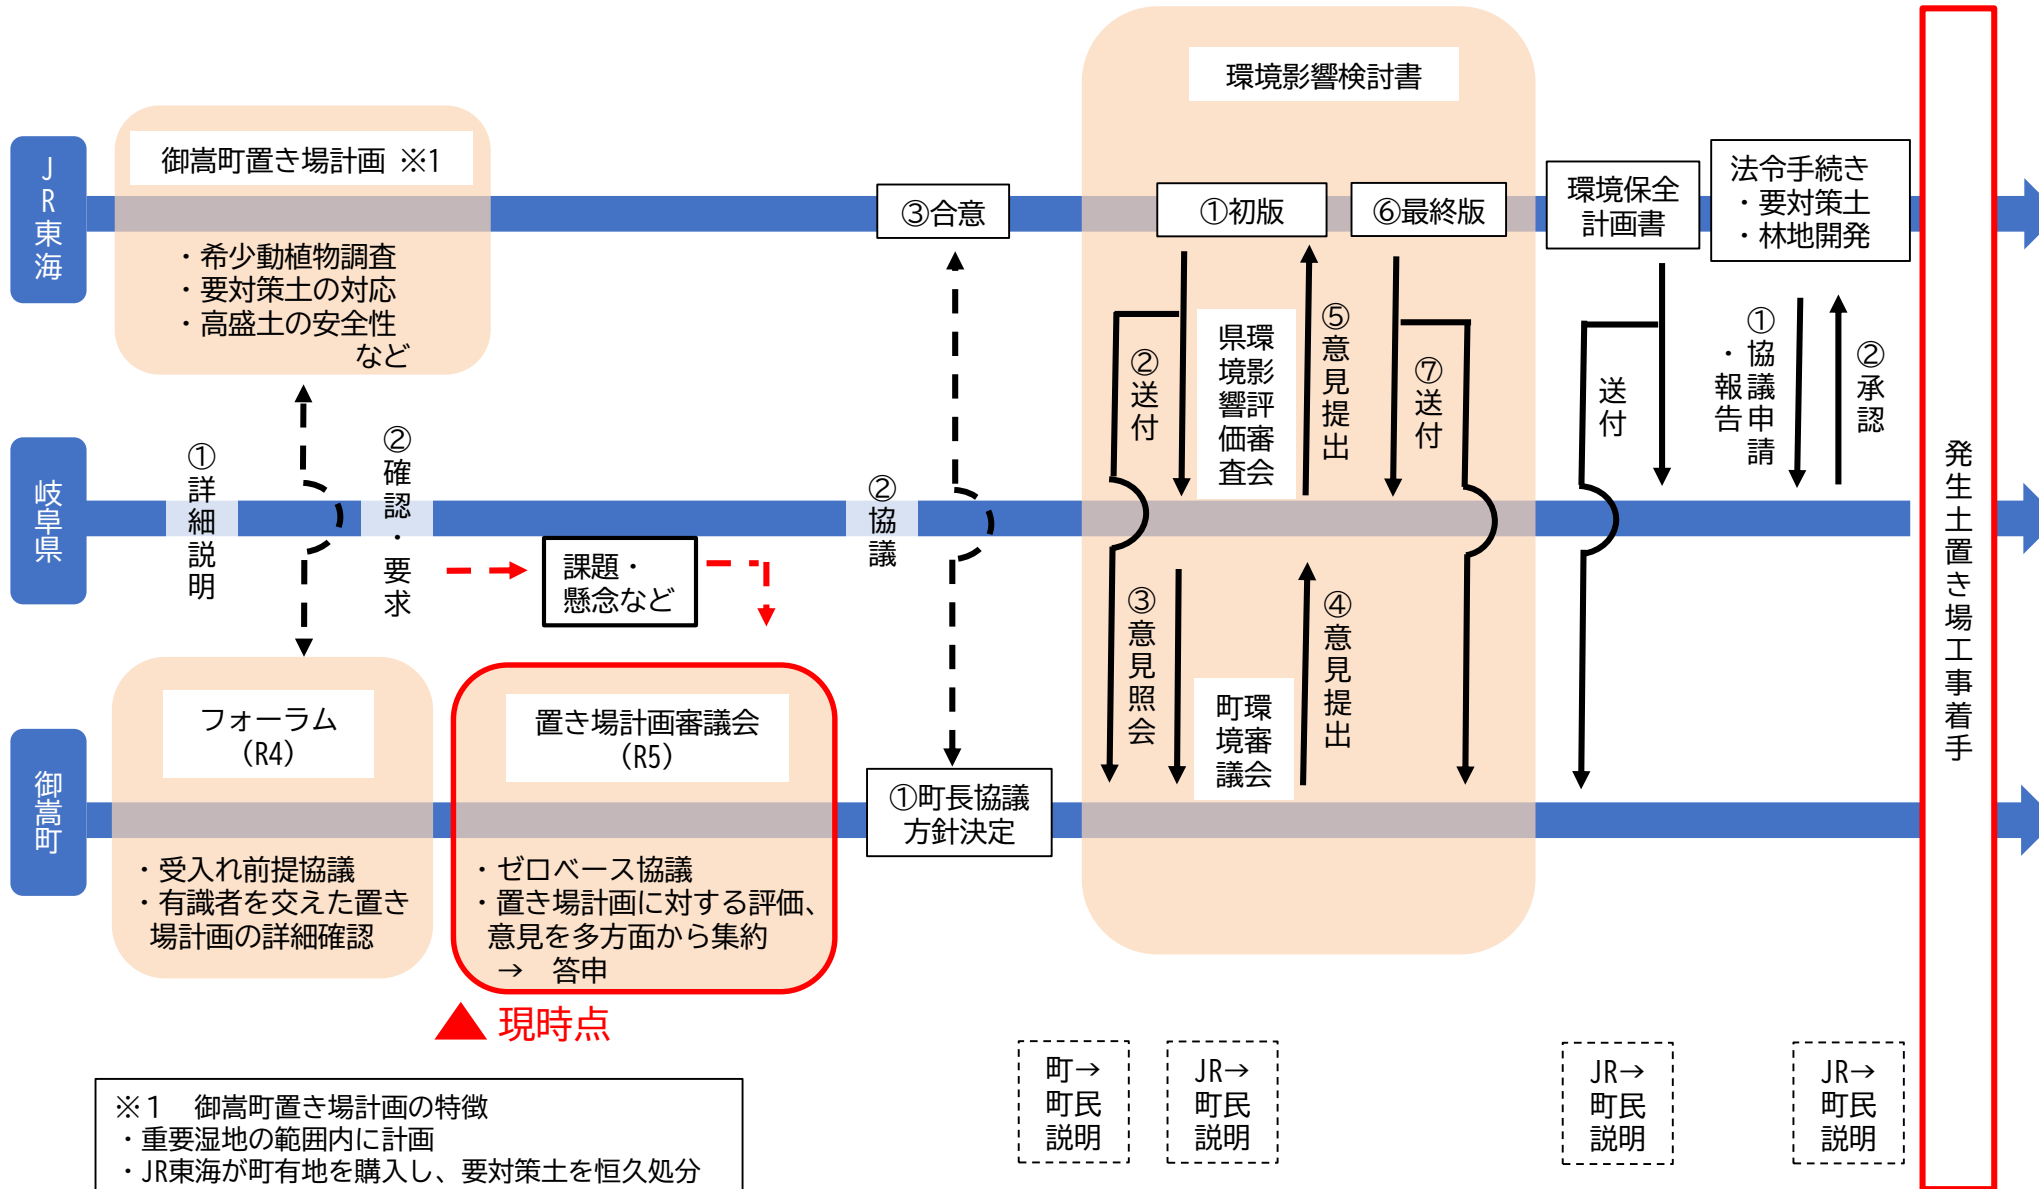 環境影響検討書
JR東海
御嵩町置き場計画 ※1
・希少動植物調査
・要対策土の対応
・高盛土の安全性
など
③合意
①初版
⑥最終版
環境保全
計画書
法令手続き
・要対策土
・林地開発
岐阜県
①詳細説明
②確認・要求
課題・
懸念など
②協議
②送付
県環境影響評価審査会
⑤意見提出
⑦送付
送付
①協議申請
・報告
②承認
発生土置き場工事着手
御嵩町
フォーラム
（R4）
・受入れ前提協議
・有識者を交えた置き
場計画の詳細確認
置き場計画審議会
（R5）
・ゼロベース協議
・置き場計画に対する評価、
意見を多方面から集約
→ 答申
①町長協議
方針決定
③意見照会
町環境審議会
④意見提出
現時点
町→
町民
説明
JR→
町民
説明
JR→
町民
説明
JR→
町民
説明
※１ 御嵩町置き場計画の特徴
・重要湿地の範囲内に計画
・JR東海が町有地を購入し、要対策土を恒久処分